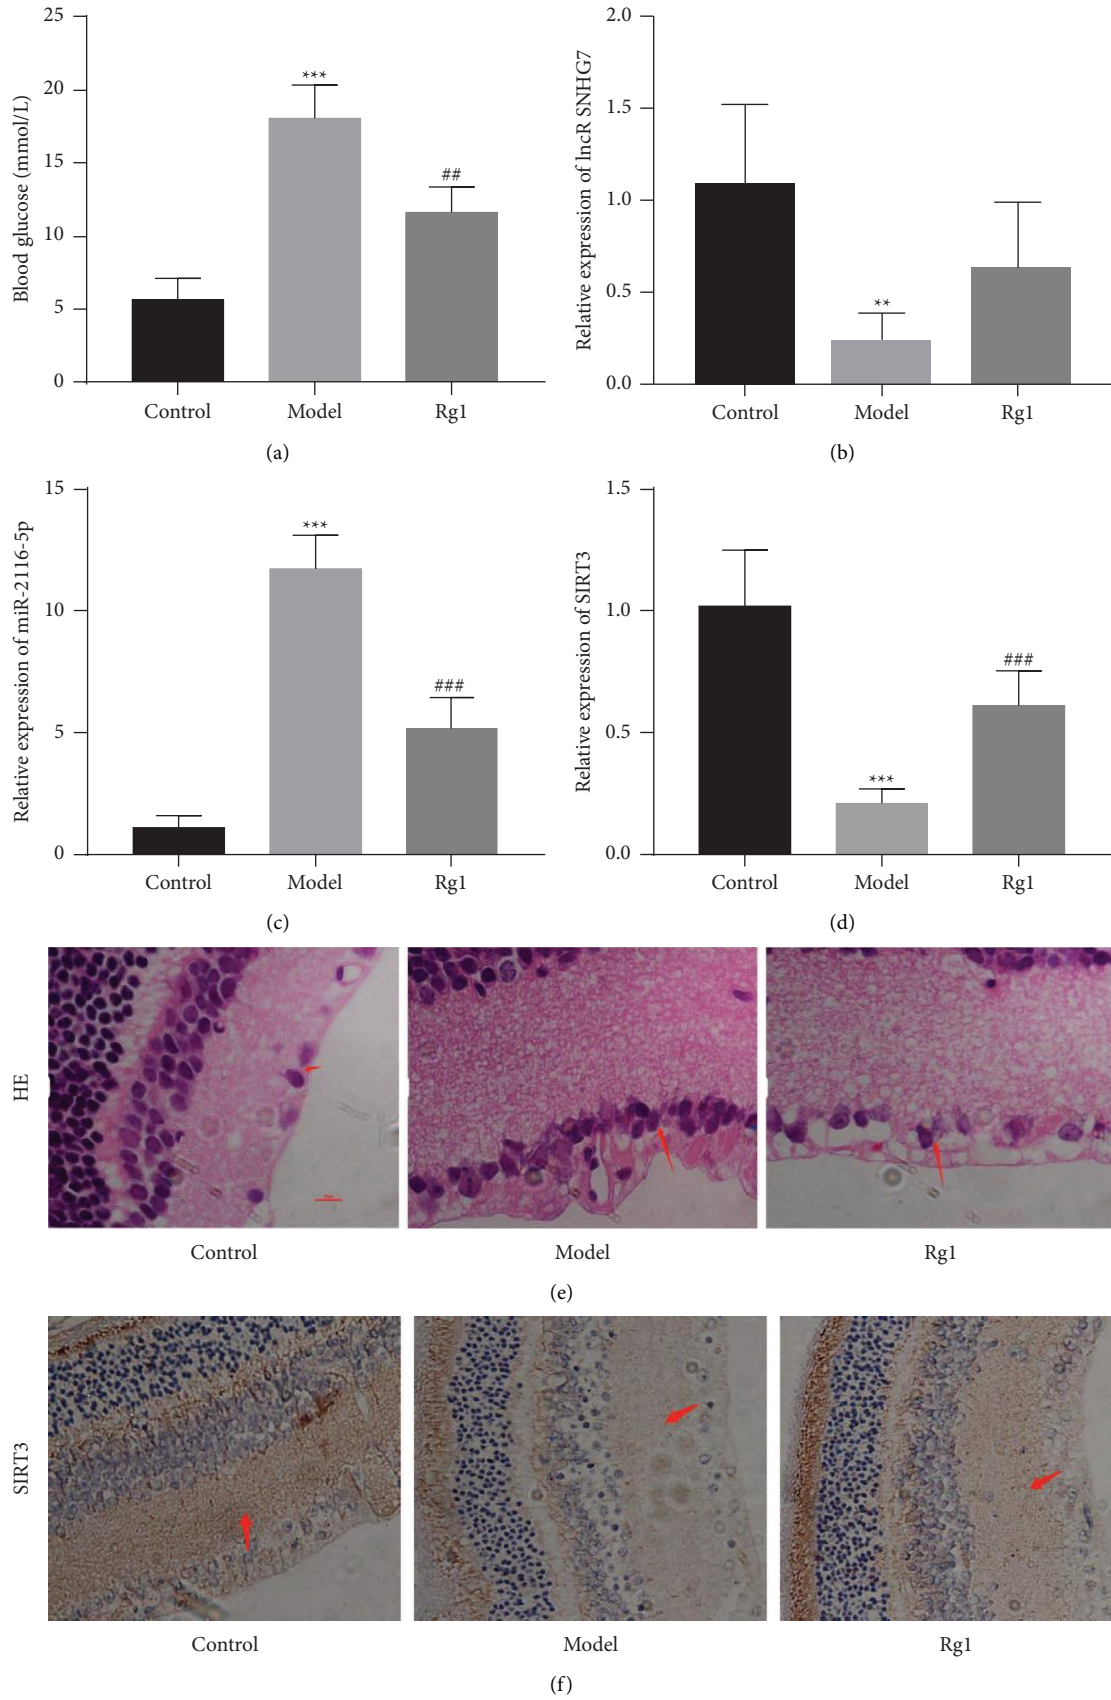 Blood glucose (mmol/L)
25
20
15
10
5
0
***
##
Control Model Rg1
(a)
Relative expression of lncR SNHG7
2.0
1.5
1.0
0.5
0.0
**
Control Model Rg1
(b)
Relative expression of miR-2116-5p
15
10
5
0
***
###
Control Model Rg1
(c)
Relative expression of SIRT3
1.5
1.0
0.5
0.0
***
###
Control Model Rg1
(d)
HE
Control Model Rg1
(e)
SIRT3
Control Model Rg1
(f)